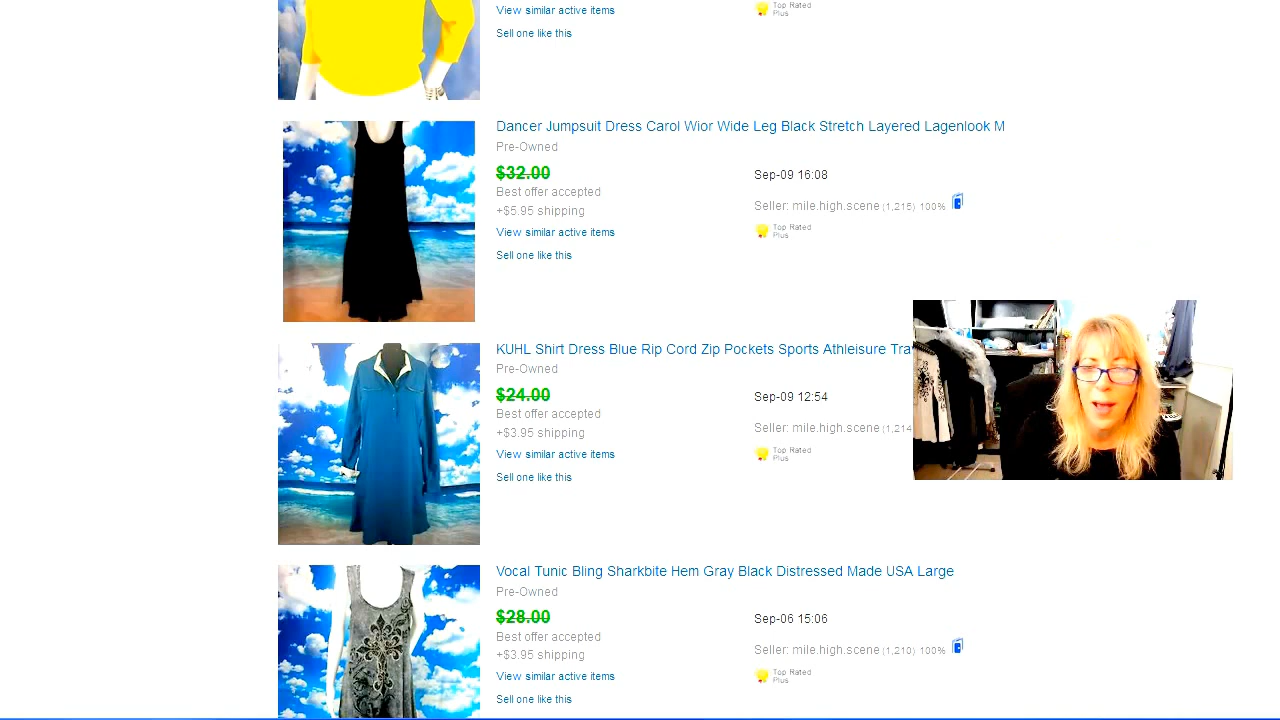 View similar active items
Top Rated
Plus
Sell one like this
Dancer Jumpsuit Dress Carol Wior Wide Leg Black Stretch Layered Lagenlook M
Pre-Owned
$32.00
Sep-09 16:08
Best offer accepted
Seller: mile.high.scene (1,216) 100%
+$5.95 shipping
View similar active items
Top Rated
Plus
Sell one like this
KUHL Shirt Dress Blue Rip Cord Zip Pockets Sports Athleisure Tra
Pre-Owned
$24.00
Sep-09 12:54
Best offer accepted
Seller: mile.high.scene (1,214
+$3.95 shipping
View similar active items
Top Rated
Plus
Sell one like this
Vocal Tunic Bling Sharkbite Hem Gray Black Distressed Made USA Large
Pre-Owned
$28.00
Sep-06 15:06
Best offer accepted
Seller: mile.high.scene (1,210) 100%
+$3.95 shipping
View similar active items
Top Rated
Plus
Sell one like this